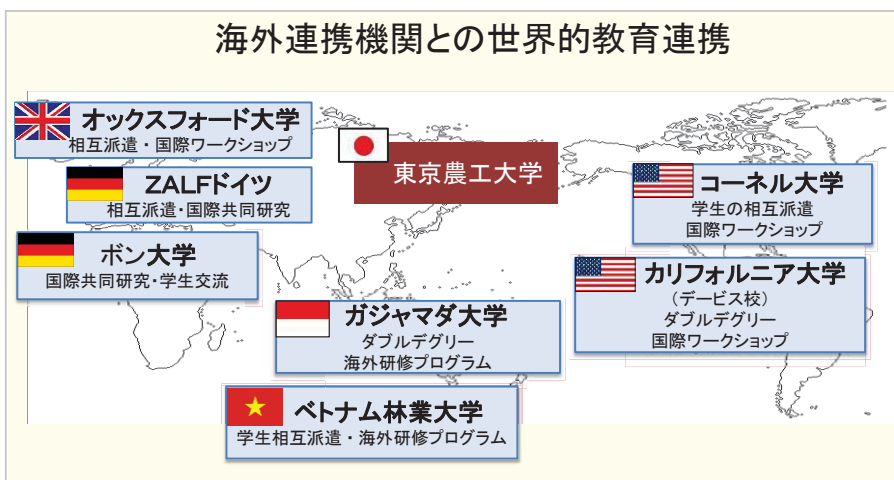 海外連携機関との世界的教育連携
オックスフォード大学
相互派遣・国際ワークショップ
東京農工大学
ZALFドイツ
相互派遣・国際共同研究
コーネル大学
学生の相互派遣
国際ワークショップ
ボン大学
国際共同研究・学生交流
カリフォルニア大学
（デービス校）
ダブルデグリー
国際ワークショップ
ガジャマダ大学
ダブルデグリー
海外研修プログラム
ベトナム林業大学
学生相互派遣・海外研修プログラム